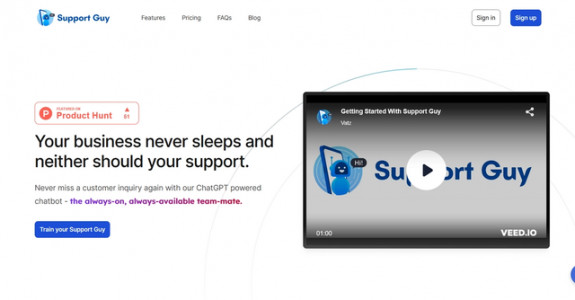 Support Guy
Features
Pricing
FAQs
Blog
Sign in
Sign up
FEATURED ON
Product Hunt
81
Your business never sleeps and
neither should your support.
Never miss a customer inquiry again with our ChatGPT powered
chatbot - the always-on, always-available team-mate.
Train your Support Guy
Getting Started With Support Guy
Hi!
Support Guy
01:00
VEED.IO